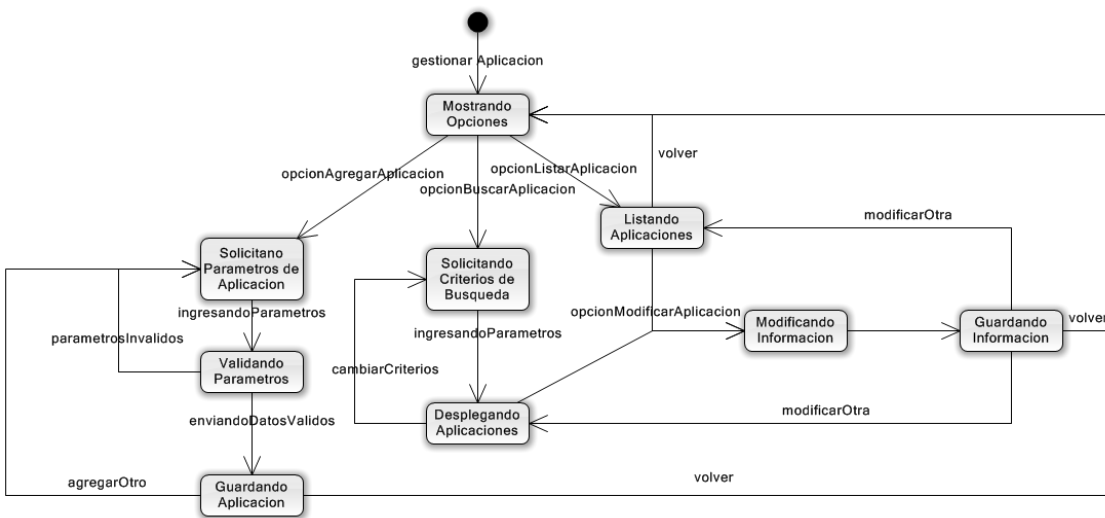 gestionar Aplicacion
Mostrando
Opciones
volver
opcionAgregarAplicacion
opcionBuscarAplicacion
opcionListarAplicacion
Listando
Aplicaciones
modificarOtra
Solicitano
Parametros de
Aplicacion
Solicitando
Criterios de
Busqueda
ingresandoParametros
parametrosInvalidos
ingresandoParametros
opcionModificarAplicacion
Modificando
Informacion
Guardando
Informacion
volver
Validando
Parametros
cambiarCriterios
Desplegando
Aplicaciones
modificarOtra
enviandoDatosValidos
agregarOtro
Guardando
Aplicacion
volver